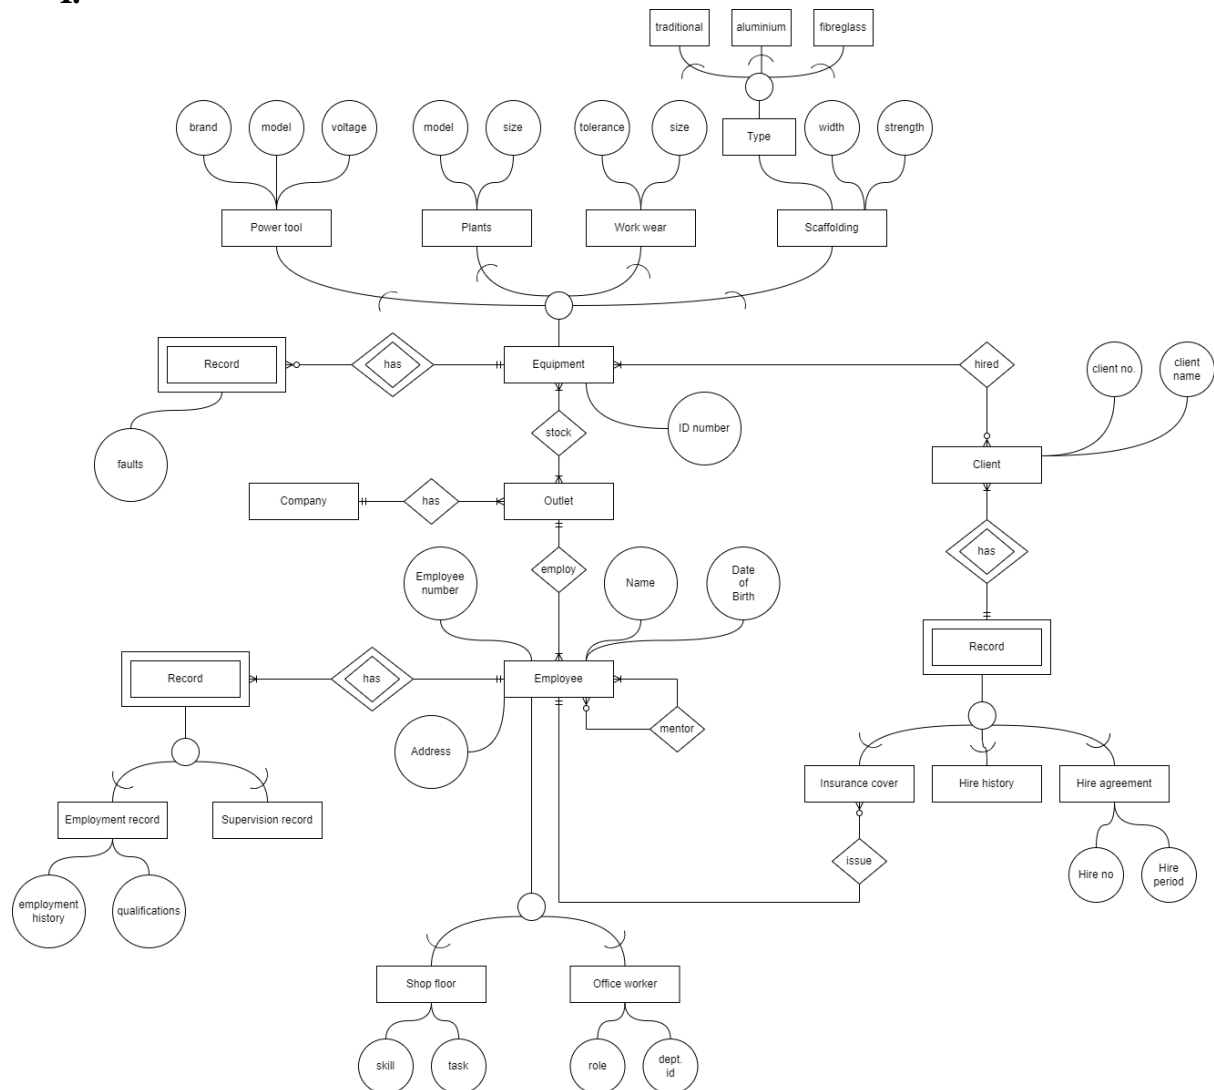 traditional
aluminium
fibreglass
brand
model
voltage
model
size
tolerance
size
Type
width
strength
Power tool
Plants
Work wear
Scaffolding
Record
has
Equipment
hired
client no.
client
name
ID number
stock
faults
Client
Company
has
Outlet
has
employ
Employee
number
Name
Date
of
Birth
Record
Record
has
Employee
mentor
Address
Insurance cover
Hire history
Hire agreement
Employment record
Supervision record
issue
Hire no
Hire
period
employment
history
qualifications
Shop floor
Office worker
skill
task
role
dept.
id